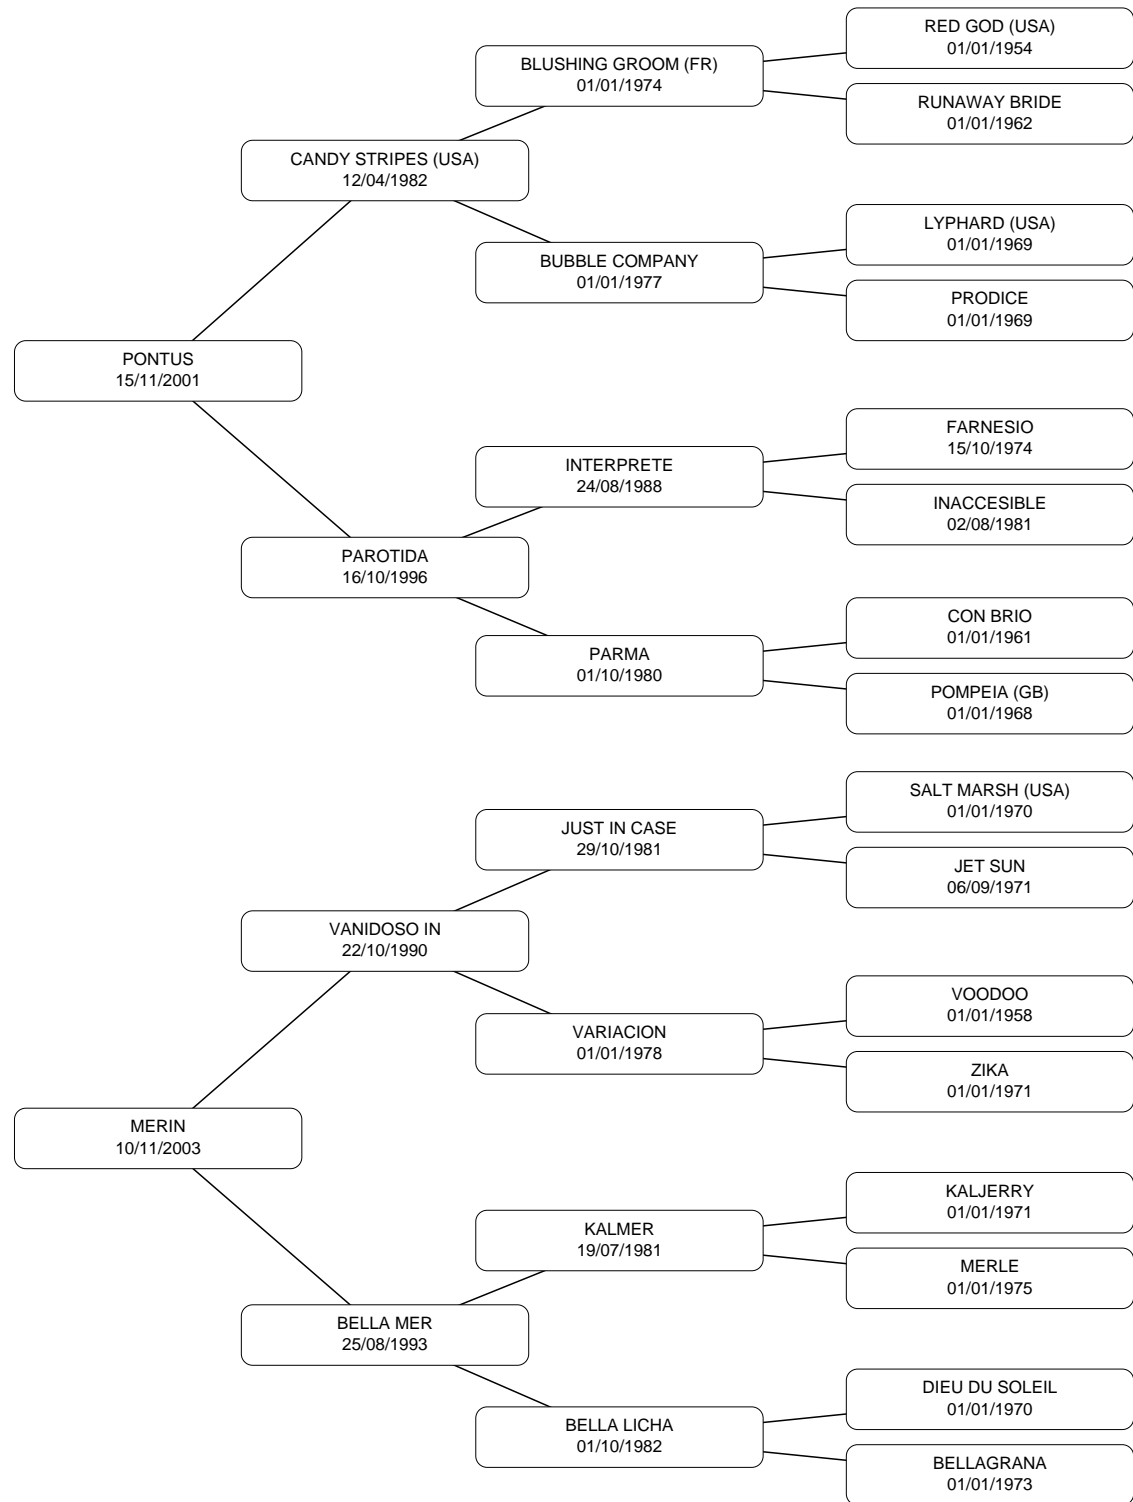 RED GOD (USA)
01/01/1954
BLUSHING GROOM (FR)
01/01/1974
RUNAWAY BRIDE
01/01/1962
CANDY STRIPES (USA)
12/04/1982
LYPHARD (USA)
01/01/1969
BUBBLE COMPANY
01/01/1977
PRODICE
01/01/1969
PONTUS
15/11/2001
FARNESIO
15/10/1974
INTERPRETE
24/08/1988
INACCESIBLE
02/08/1981
PAROTIDA
16/10/1996
CON BRIO
01/01/1961
PARMA
01/10/1980
POMPEIA (GB)
01/01/1968
SALT MARSH (USA)
01/01/1970
JUST IN CASE
29/10/1981
JET SUN
06/09/1971
VANIDOSO IN
22/10/1990
VOODOO
01/01/1958
VARIACION
01/01/1978
ZIKA
01/01/1971
MERIN
10/11/2003
KALJERRY
01/01/1971
KALMER
19/07/1981
MERLE
01/01/1975
BELLA MER
25/08/1993
DIEU DU SOLEIL
01/01/1970
BELLA LICHA
01/10/1982
BELLAGRANA
01/01/1973